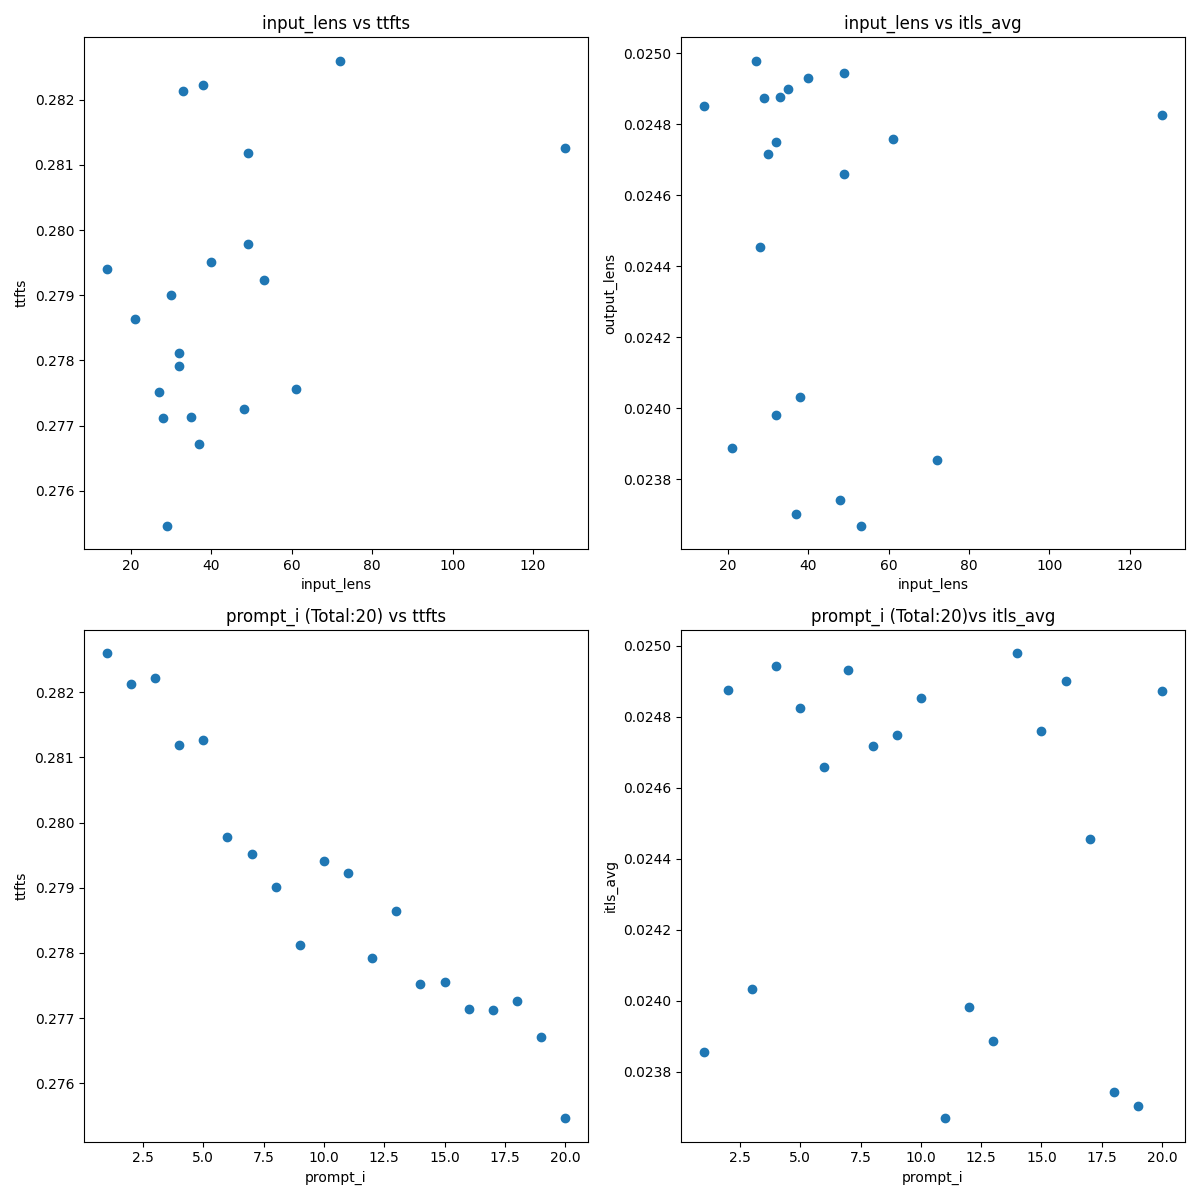 input_lens vs ttfts
0.282
0.281
0.280
0.279
0.278
0.277
0.276
ttfts
20 40 60 80 100 120
input_lens
input_lens vs itls_avg
0.0250
0.0248
0.0246
0.0244
0.0242
0.0240
0.0238
output_lens
20 40 60 80 100 120
input_lens
prompt_i (Total:20) vs ttfts
0.282
0.281
0.280
0.279
0.278
0.277
0.276
ttfts
2.5 5.0 7.5 10.0 12.5 15.0 17.5 20.0
prompt_i
prompt_i (Total:20)vs itls_avg
0.0250
0.0248
0.0246
0.0244
0.0242
0.0240
0.0238
itls_avg
2.5 5.0 7.5 10.0 12.5 15.0 17.5 20.0
prompt_i